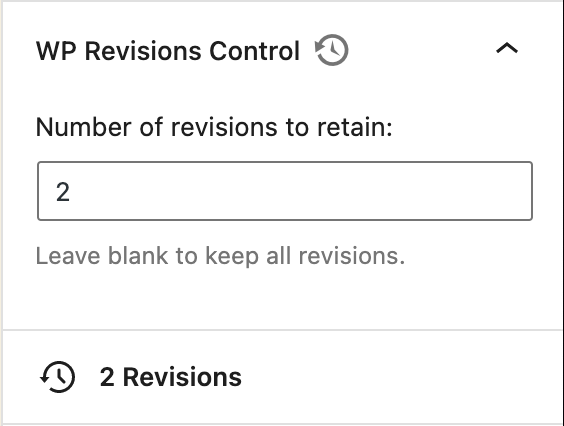 WP Revisions Control
Number of revisions to retain:
2
Leave blank to keep all revisions.
2 Revisions